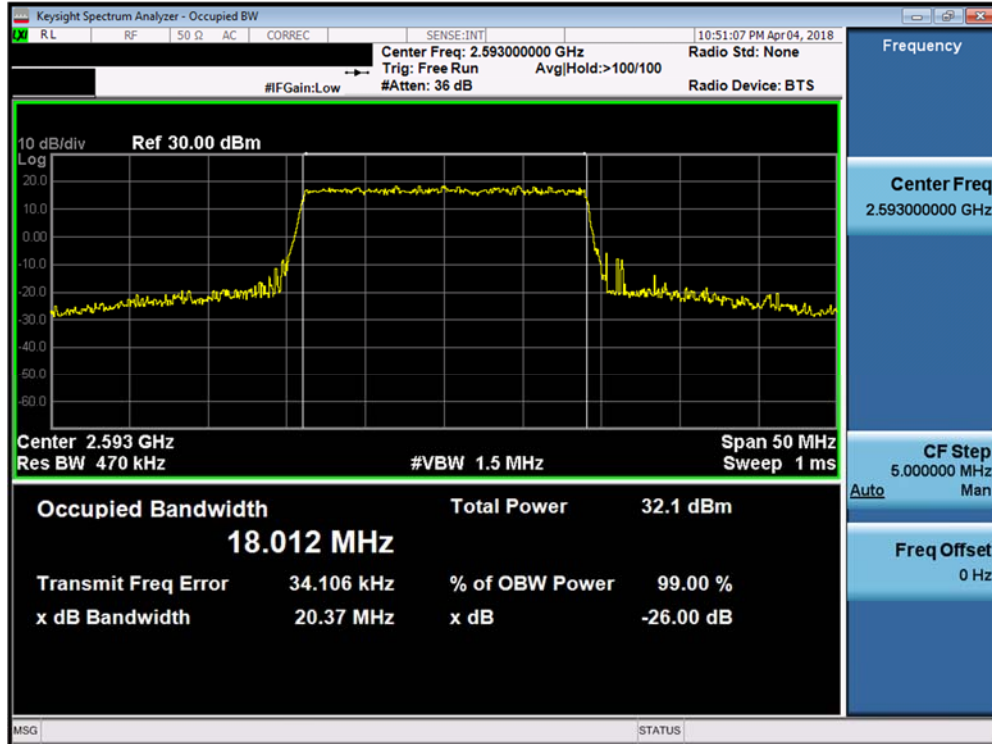 Keysight Spectrum Analyzer - Occupied BW
LXI RL RF 50 Ω AC CORREC SENSE:INT 10:51:07 PM Apr 04, 2018
Center Freq: 2.593000000 GHz Radio Std: None
Trig: Free Run Avg|Hold:>100/100
#IFGain:Low #Atten: 36 dB Radio Device: BTS
10 dB/div Ref 30.00 dBm
Log
20.0
10.0
0.00
-10.0
-20.0
-30.0
-40.0
-50.0
-60.0
Center 2.593 GHz Span 50 MHz
Res BW 470 kHz #VBW 1.5 MHz Sweep 1 ms
Occupied Bandwidth Total Power 32.1 dBm
18.012 MHz
Transmit Freq Error 34.106 kHz % of OBW Power 99.00 %
x dB Bandwidth 20.37 MHz x dB -26.00 dB
Frequency
Center Freq
2.593000000 GHz
CF Step
5.000000 MHz
Auto Man
Freq Offset
0 Hz
MSG STATUS